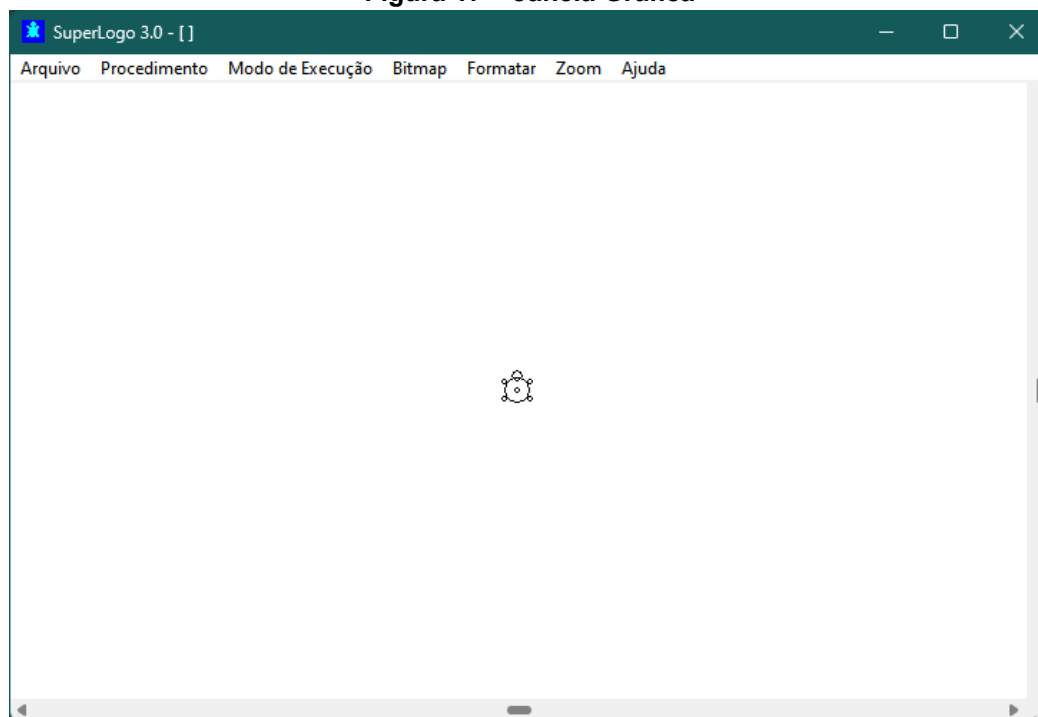 SuperLogo 3.0 - [ ]
Arquivo Procedimento Modo de Execução Bitmap Formatar Zoom Ajuda